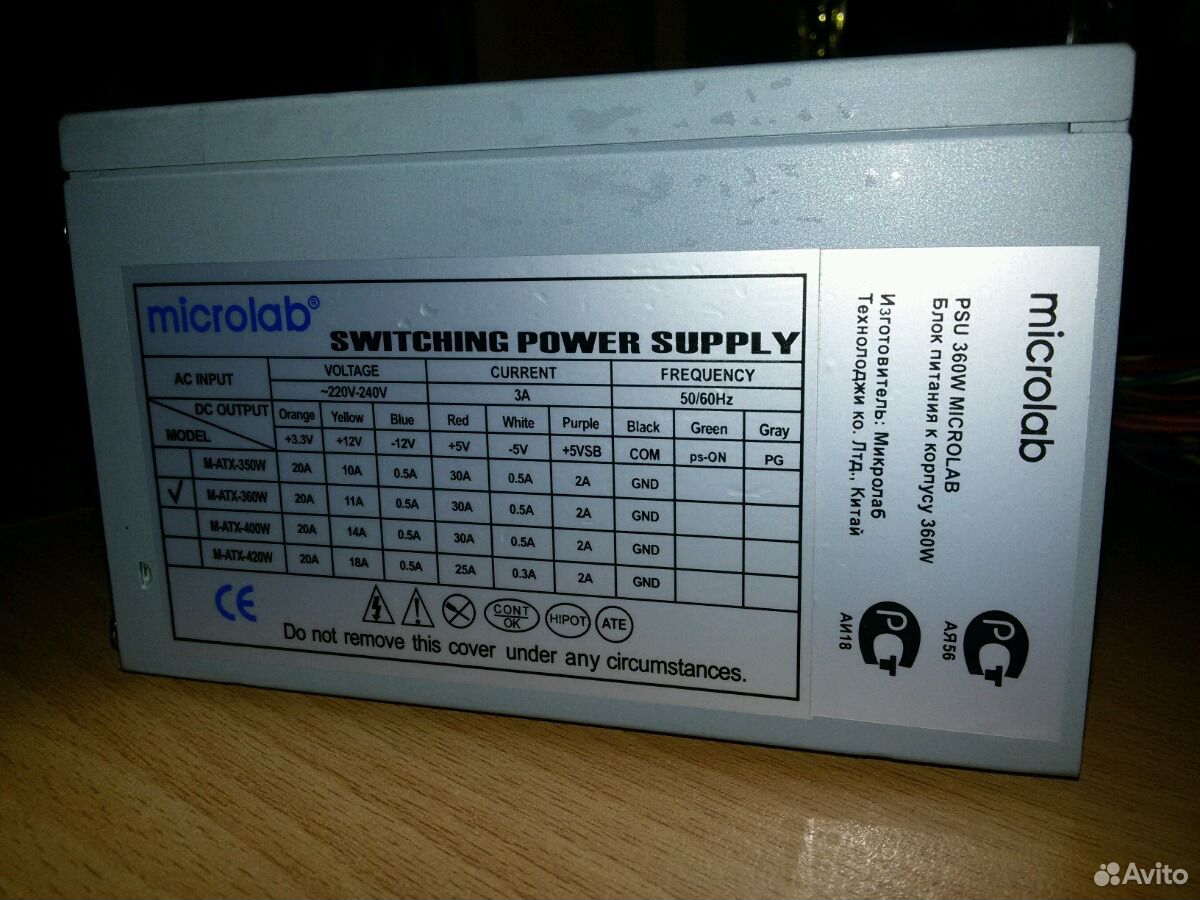 microlab®
SWITCHING POWER SUPPLY
AC INPUT VOLTAGE CURRENT FREQUENCY
~220V-240V 3A 50/60Hz
DC OUTPUT Orange Yellow Blue Red White Purple Black Green Gray
MODEL +3.3V +12V -12V +5V -5V +5VSB COM ps-ON PG
M-ATX-350W 20A 10A 0.5A 30A 0.5A 2A GND
✓ M-ATX-360W 20A 11A 0.5A 30A 0.5A 2A GND
M-ATX-400W 20A 14A 0.5A 30A 0.5A 2A GND
M-ATX-420W 20A 18A 0.5A 25A 0.3A 2A GND
CE
CONT
OK
HIPOT
ATE
Do not remove this cover under any circumstances.
microlab
PSU 360W MICROLAB
Блок питания к корпусу 360W
Изготовитель: Микролаб
Технолоджи ко. Лтд., Китай
РСТ
АЯ56
РСТ
АИ18
Avito